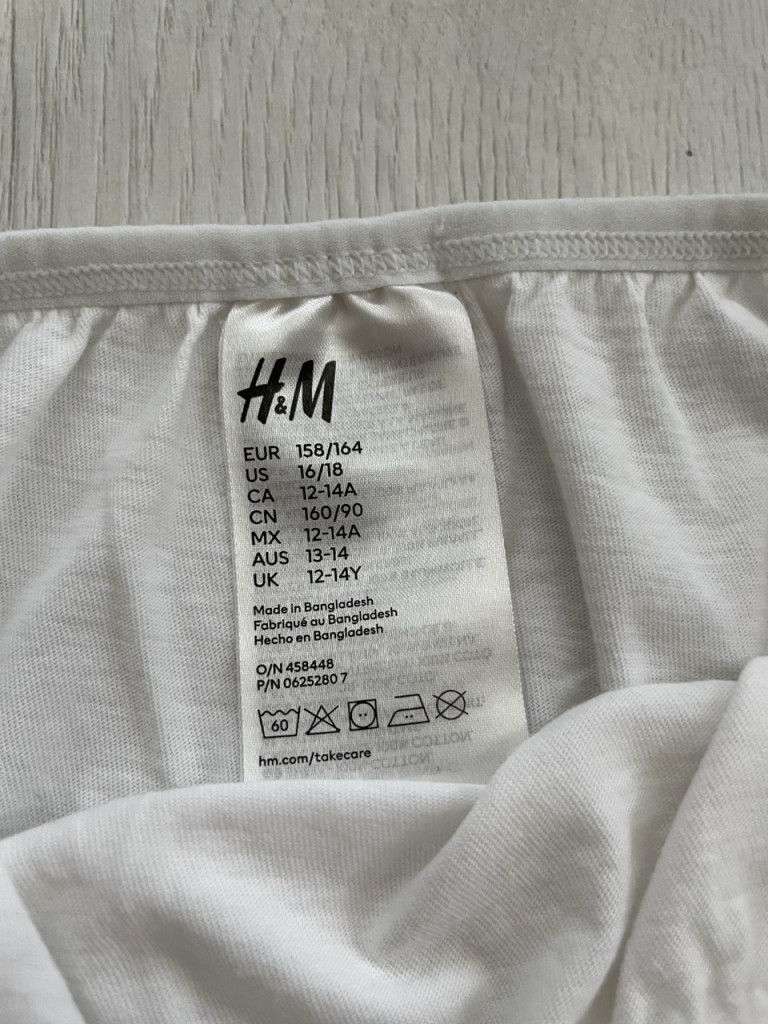 H&M
EUR 158/164
US 16/18
CA 12-14A
CN 160/90
MX 12-14A
AUS 13-14
UK 12-14Y
Made in Bangladesh
Fabriqué au Bangladesh
Hecho en Bangladesh
O/N 458448
P/N 0625280 7
60
hm.com/takecare